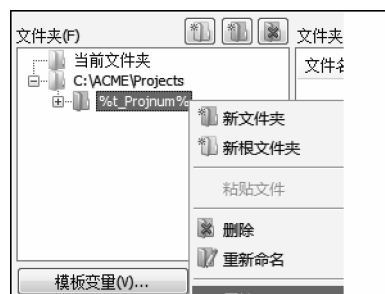 文件夹(F)
文件夹
当前文件夹
文件名
C:\ACME\Projects
%t_Projnum%
新文件夹
新根文件夹
粘贴文件
删除
重新命名
模板变量(V)...